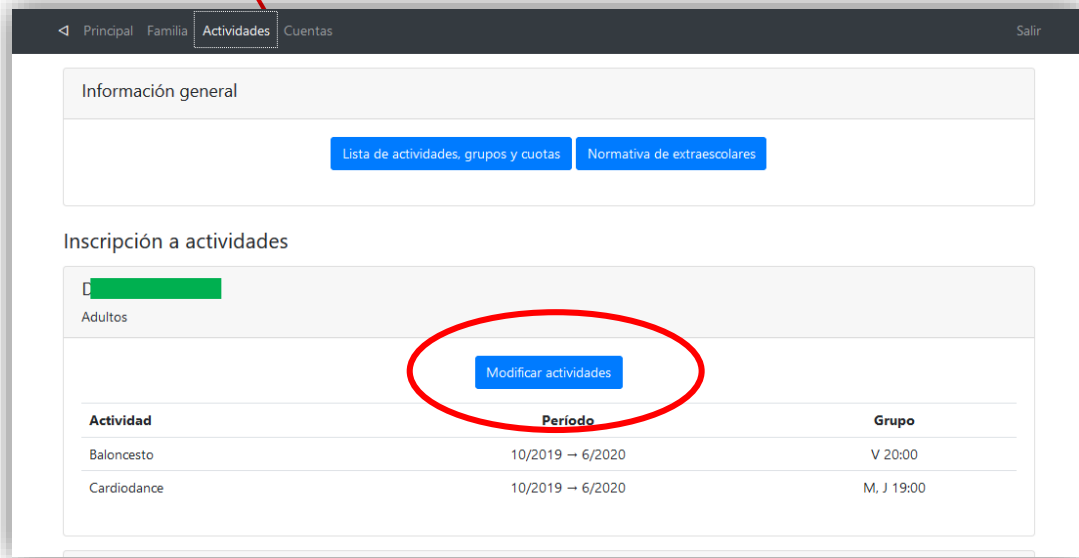 Principal Familia Actividades Cuentas Salir
Información general
Lista de actividades, grupos y cuotas Normativa de extraescolares
Inscripción a actividades
D
Adultos
Modificar actividades
Actividad Período Grupo
Baloncesto 10/2019 → 6/2020 V 20:00
Cardiodance 10/2019 → 6/2020 M, J 19:00